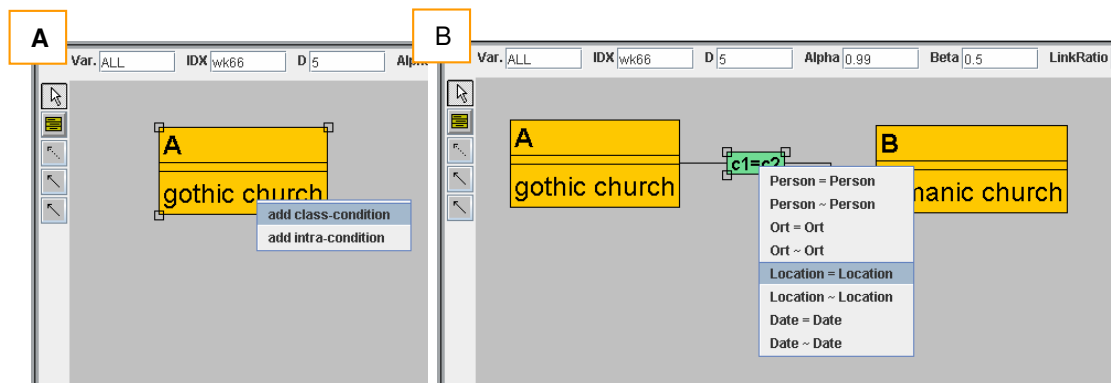 A
Var. ALL IDX wk66 D 5
A
gothic church
add class-condition
add intra-condition
B
Var. ALL IDX wk66 D 5 Alpha 0.99 Beta 0.5 LinkRatio
A
gothic church
c1=c2
B
manic church
Person = Person
Person ~ Person
Ort = Ort
Ort ~ Ort
Location = Location
Location ~ Location
Date = Date
Date ~ Date